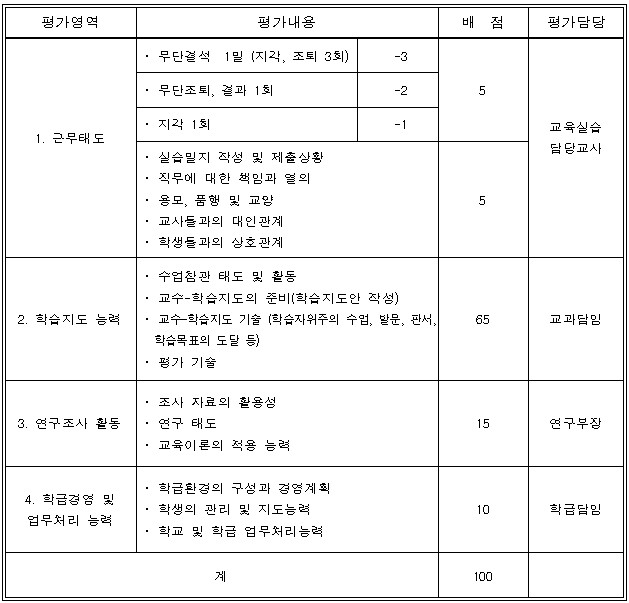 평가영역 평가내용 배 점 평가담당
1. 근무태도
· 무단결석 1일 (지각, 조퇴 3회) -3
· 무단조퇴, 결과 1회 -2
· 지각 1회 -1
5
교육실습
담당교사
· 실습일지 작성 및 제출상황
· 직무에 대한 책임과 열의
· 용모, 품행 및 교양
· 교사들과의 대인관계
· 학생들과의 상호관계
5
2. 학습지도 능력
· 수업참관 태도 및 활동
· 교수-학습지도의 준비(학습지도안 작성)
· 교수-학습지도 기술 (학습자위주의 수업, 발문, 판서,
학습목표의 도달 등)
· 평가 기술
65
교과담임
3. 연구조사 활동
· 조사 자료의 활용성
· 연구 태도
· 교육이론의 적용 능력
15
연구부장
4. 학급경영 및
업무처리 능력
· 학급환경의 구성과 경영계획
· 학생의 관리 및 지도능력
· 학교 및 학급 업무처리능력
10
학급담임
계 100